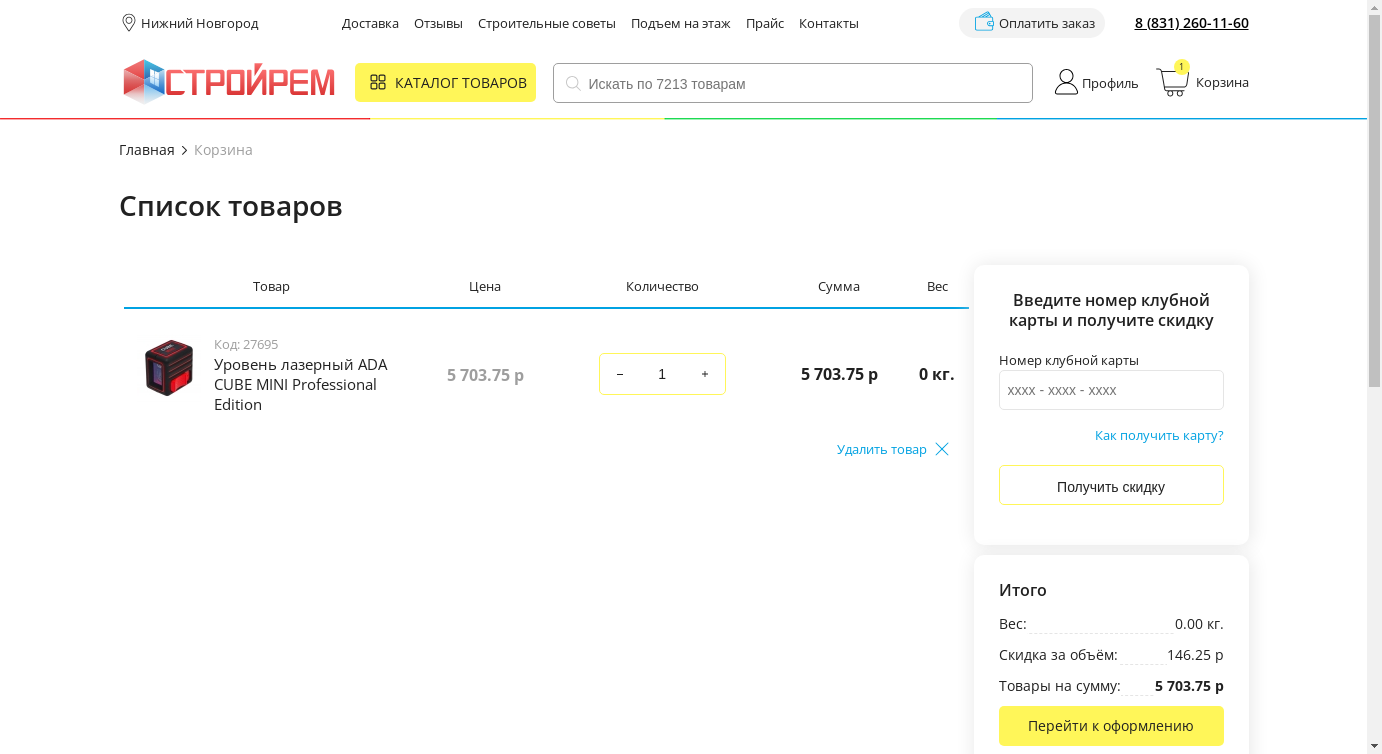 Нижний Новгород
Доставка Отзывы Строительные советы Подъем на этаж Прайс Контакты
Оплатить заказ
8 (831) 260-11-60
СТРОЙРЕМ
КАТАЛОГ ТОВАРОВ
Искать по 7213 товарам
Профиль
1
Корзина
Главная Корзина
Список товаров
Товар Цена Количество Сумма Вес
Код: 27695
Уровень лазерный ADA
CUBE MINI Professional
Edition
5 703.75 р
− 1 +
5 703.75 р
0 кг.
Удалить товар
Введите номер клубной
карты и получите скидку
Номер клубной карты
xxxx - xxxx - xxxx
Как получить карту?
Получить скидку
Итого
Вес: 0.00 кг.
Скидка за объём: 146.25 р
Товары на сумму: 5 703.75 р
Перейти к оформлению